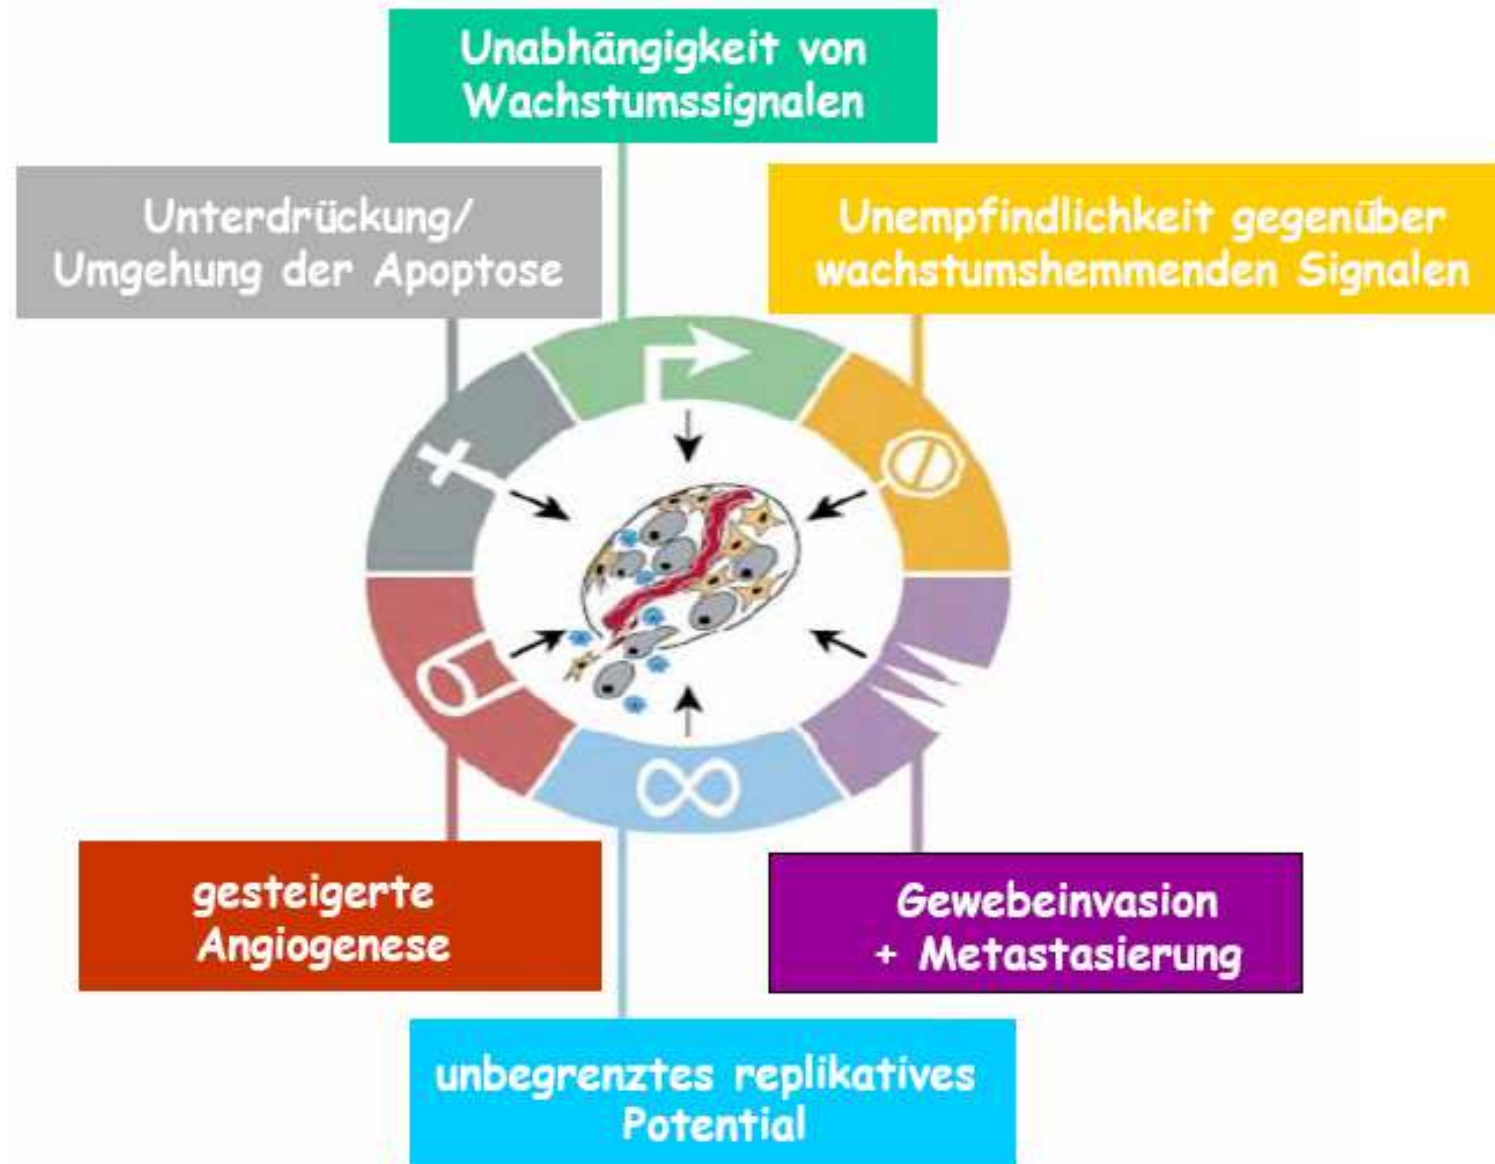 Unabhängigkeit von
Wachstumssignalen
Unterdrückung/
Umgehung der Apoptose
Unempfindlichkeit gegenüber
wachstumshemmenden Signalen
gesteigerte
Angiogenese
Gewebeinvasion
+ Metastasierung
unbegrenztes replikatives
Potential